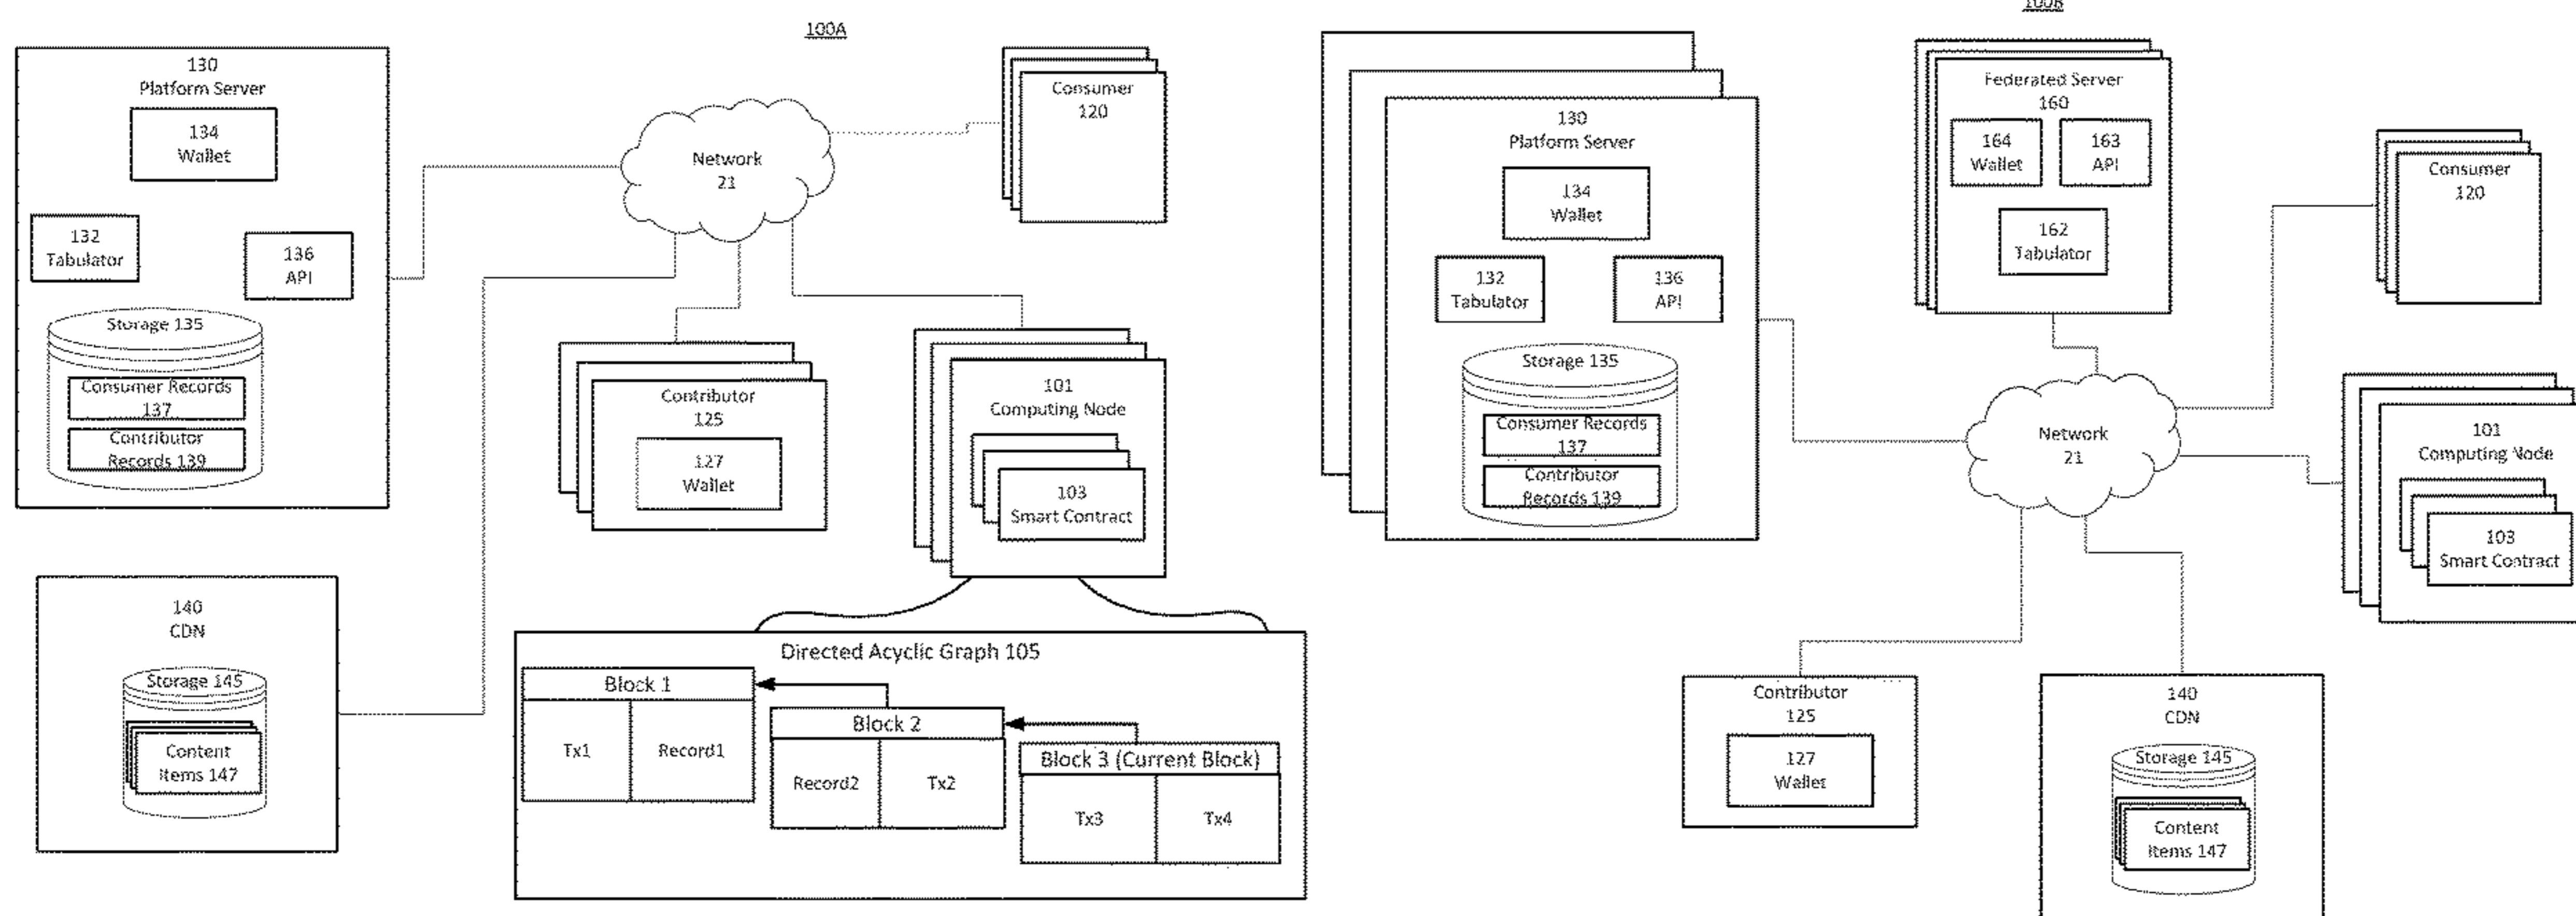 100A
130
Platform Server
134
Wallet
132
Tabulator
136
API
Storage 135
Consumer Records
137
Contributor
Records 139
140
CDN
Storage 145
Content
Items 147
Network
21
Consumer
120
Contributor
125
127
Wallet
101
Computing Node
103
Smart Contract
Directed Acyclic Graph 105
Block 1
Tx1
Record1
Block 2
Record2
Tx2
Block 3 (Current Block)
Tx3
Tx4
100B
130
Platform Server
134
Wallet
132
Tabulator
136
API
Storage 135
Consumer Records
137
Contributor
Records 139
Federated Server
160
164
Wallet
163
API
162
Tabulator
Consumer
120
Network
21
101
Computing Node
103
Smart Contract
Contributor
125
127
Wallet
140
CDN
Storage 145
Content
Items 147